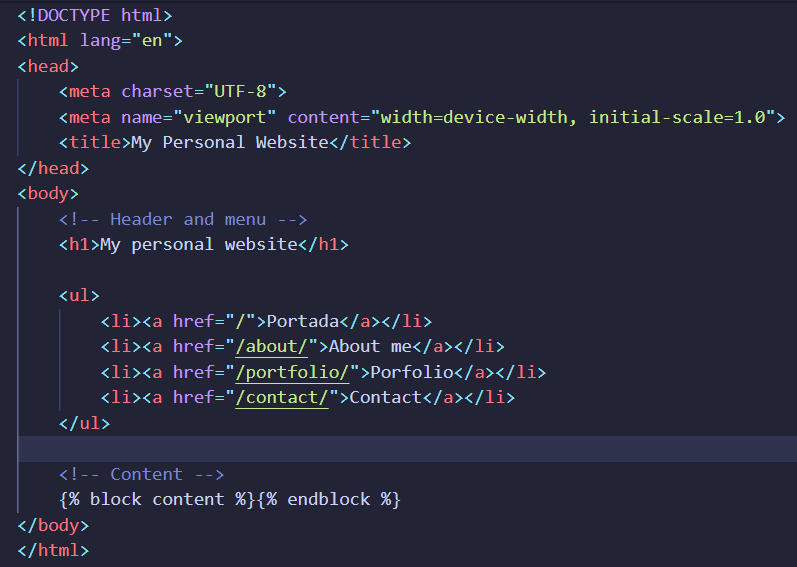 <!DOCTYPE html>
<html lang="en">
<head>
    <meta charset="UTF-8">
    <meta name="viewport" content="width=device-width, initial-scale=1.0">
    <title>My Personal Website</title>
</head>
<body>
    <!-- Header and menu -->
    <h1>My personal website</h1>

    <ul>
        <li><a href="/">Portada</a></li>
        <li><a href="/about/">About me</a></li>
        <li><a href="/portfolio/">Porfolio</a></li>
        <li><a href="/contact/">Contact</a></li>
    </ul>

    <!-- Content -->
    {% block content %}{% endblock %}
</body>
</html>